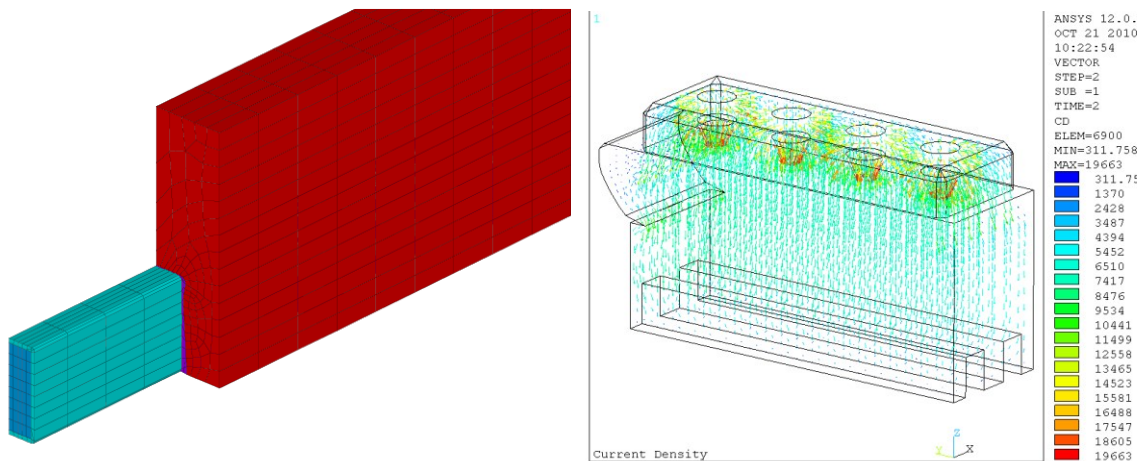 1
ANSYS 12.0.
OCT 21 2010
10:22:54
VECTOR
STEP=2
SUB =1
TIME=2
CD
ELEM=6900
MIN=311.758
MAX=19663
311.75
1370
2428
3487
4394
5452
6510
7417
8476
9534
10441
11499
12558
13465
14523
15581
16488
17547
18605
19663
Z
Y X
Current Density